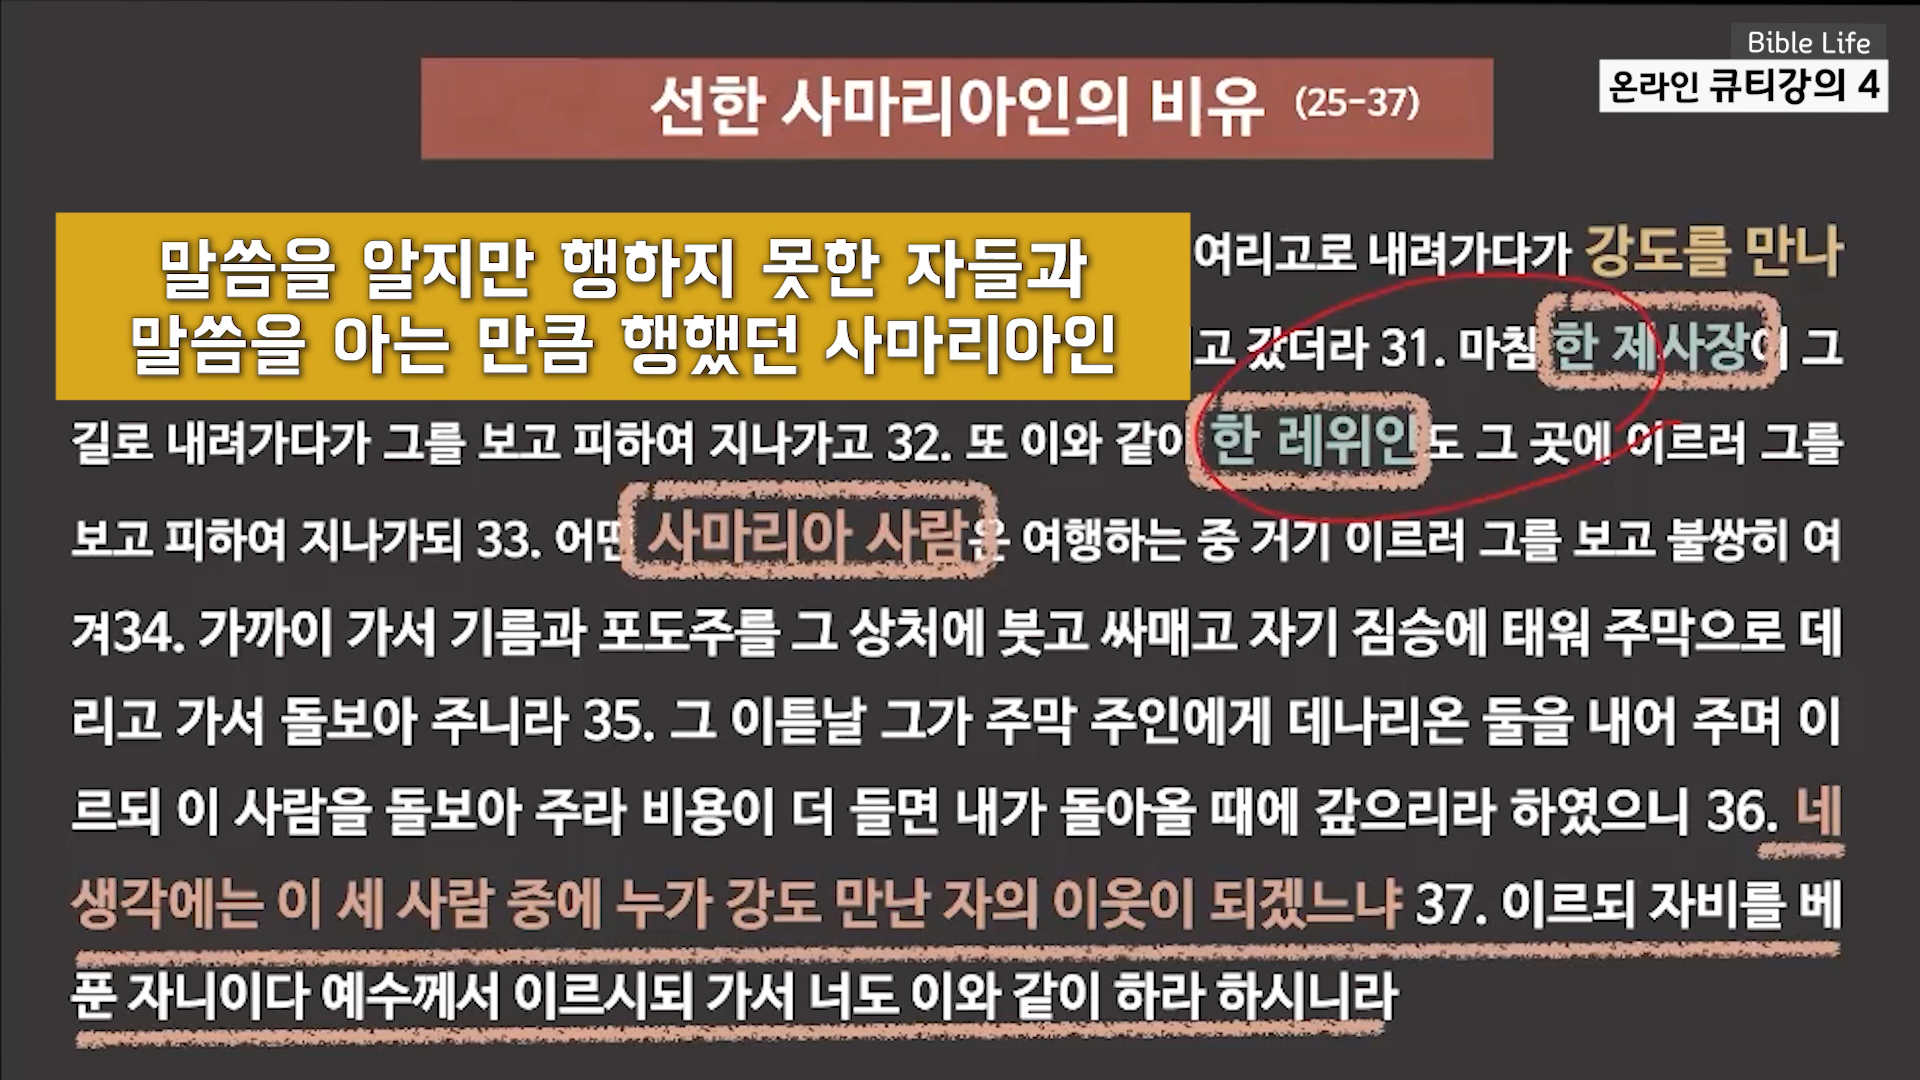 Bible Life
온라인 큐티강의 4
선한 사마리아인의 비유 (25-37)
말씀을 알지만 행하지 못한 자들과
말씀을 아는 만큼 행했던 사마리아인
여리고로 내려가다가 강도를 만나
고 갔더라 31. 마침 한 제사장이 그
길로 내려가다가 그를 보고 피하여 지나가고 32. 또 이와 같이 한 레위인도 그 곳에 이르러 그를
보고 피하여 지나가되 33. 어떤 사마리아 사람은 여행하는 중 거기 이르러 그를 보고 불쌍히 여
겨34. 가까이 가서 기름과 포도주를 그 상처에 붓고 싸매고 자기 짐승에 태워 주막으로 데
리고 가서 돌보아 주니라 35. 그 이튿날 그가 주막 주인에게 데나리온 둘을 내어 주며 이
르되 이 사람을 돌보아 주라 비용이 더 들면 내가 돌아올 때에 갚으리라 하였으니 36. 네
생각에는 이 세 사람 중에 누가 강도 만난 자의 이웃이 되겠느냐 37. 이르되 자비를 베
푼 자니이다 예수께서 이르시되 가서 너도 이와 같이 하라 하시니라